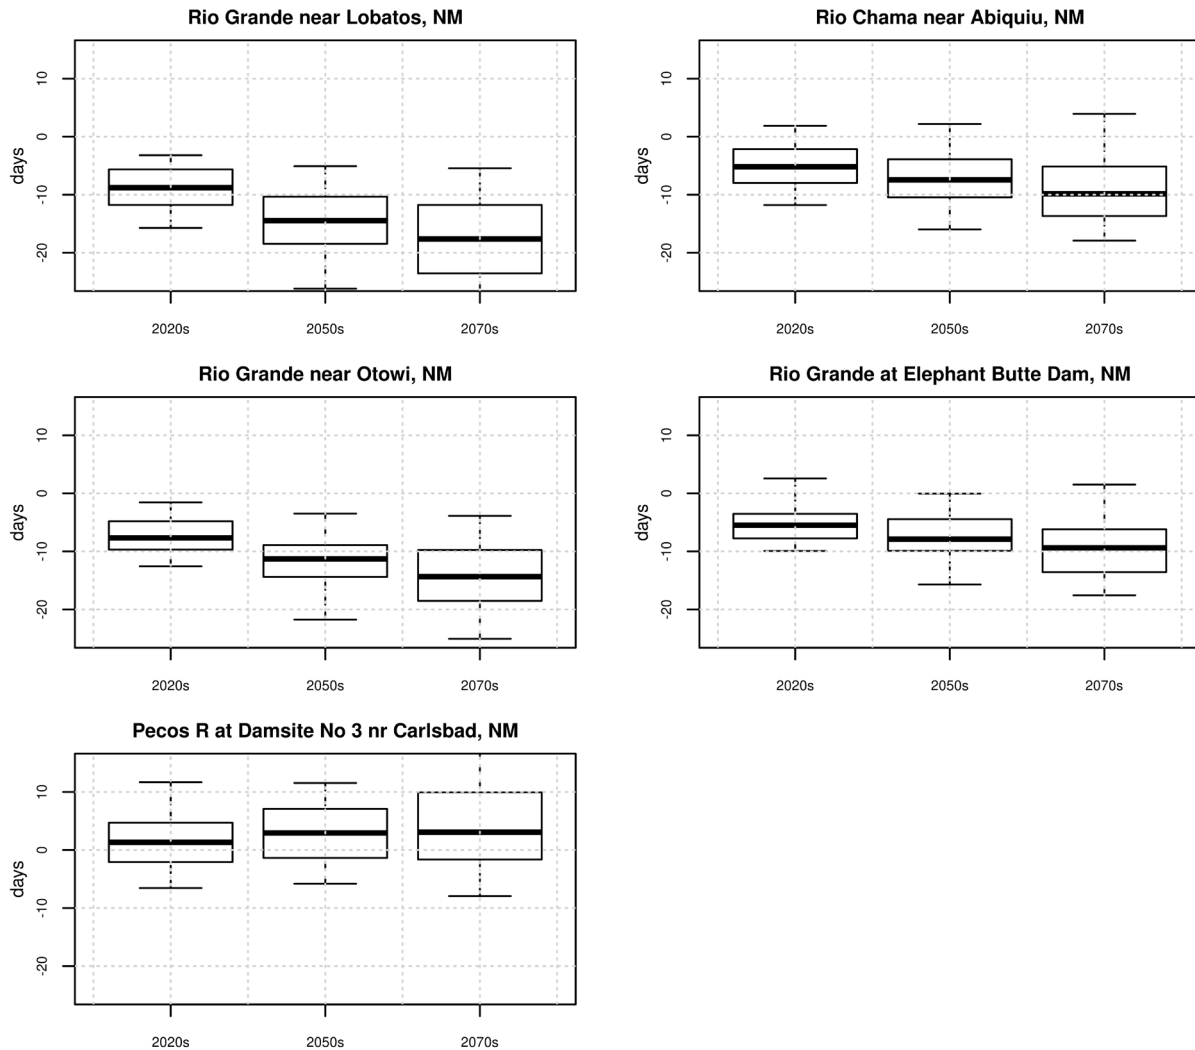 Rio Grande near Lobatos, NM
days
10
0
-10
-20
2020s 2050s 2070s
Rio Chama near Abiquiu, NM
days
10
0
-10
-20
2020s 2050s 2070s
Rio Grande near Otowi, NM
days
10
0
-10
-20
2020s 2050s 2070s
Rio Grande at Elephant Butte Dam, NM
days
10
0
-10
-20
2020s 2050s 2070s
Pecos R at Damsite No 3 nr Carlsbad, NM
days
10
0
-10
-20
2020s 2050s 2070s